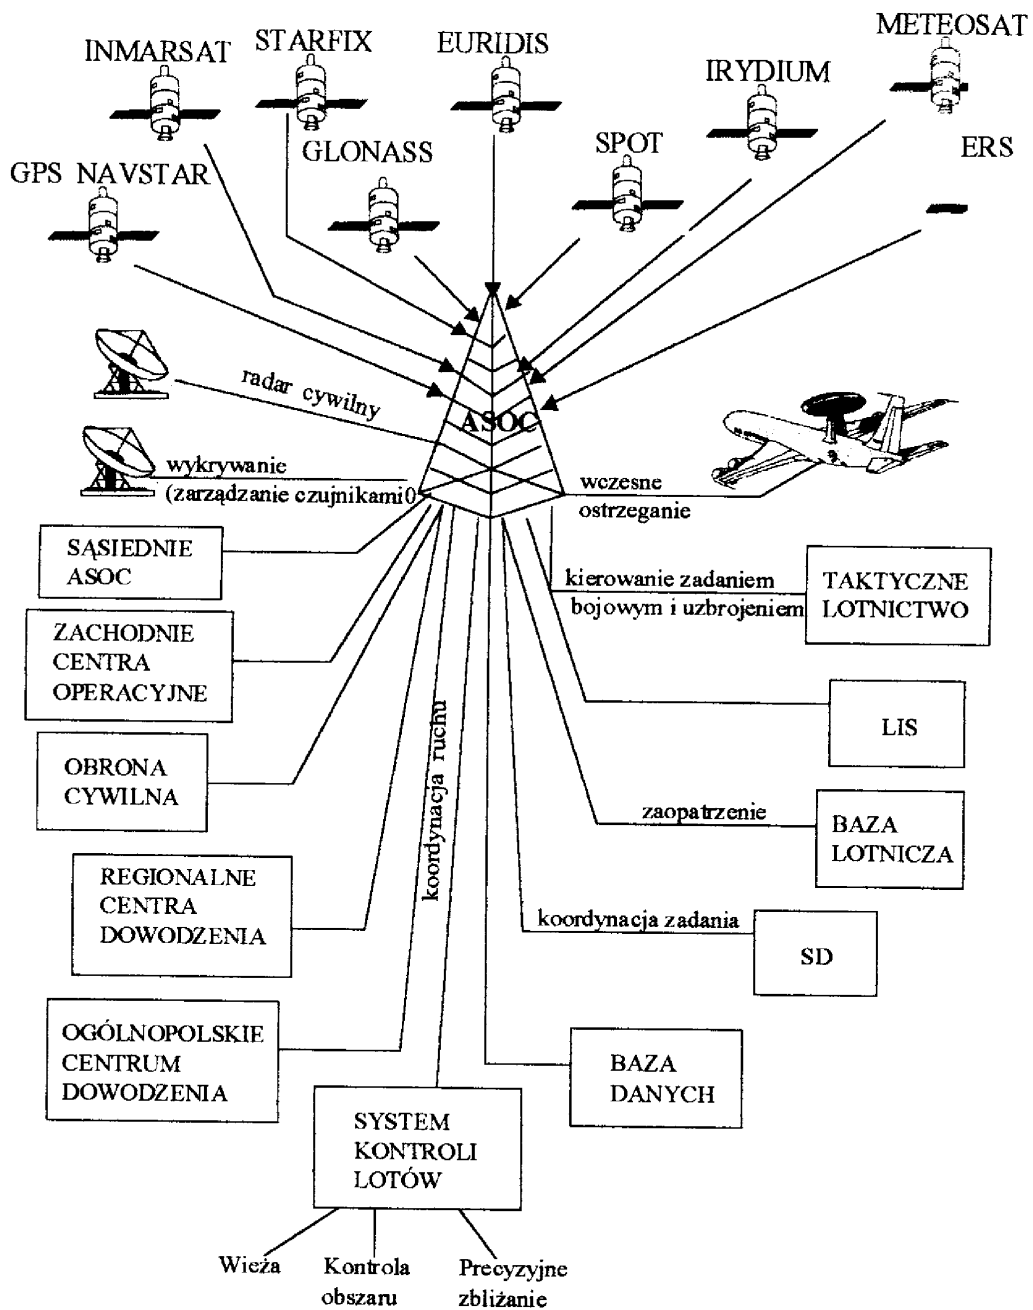 INMARSAT
STARFIX
EURIDIS
METEOSAT
IRYDIUM
GLONASS
SPOT
ERS
GPS NAVSTAR
radar cywilny
ASOC
wykrywanie
(zarządzanie czujnikami0
wczesne
ostrzeganie
SĄSIEDNIE
ASOC
kierowanie zadaniem
bojowym i uzbrojeniem
TAKTYCZNE
LOTNICTWO
ZACHODNIE
CENTRA
OPERACYJNE
LIS
OBRONA
CYWILNA
koordynacja ruchu
zaopatrzenie
BAZA
LOTNICZA
REGIONALNE
CENTRA
DOWODZENIA
koordynacja zadania
SD
OGÓLNOPOLSKIE
CENTRUM
DOWODZENIA
BAZA
DANYCH
SYSTEM
KONTROLI
LOTÓW
Wieża
Kontrola
obszaru
Precyzyjne
zbliżanie